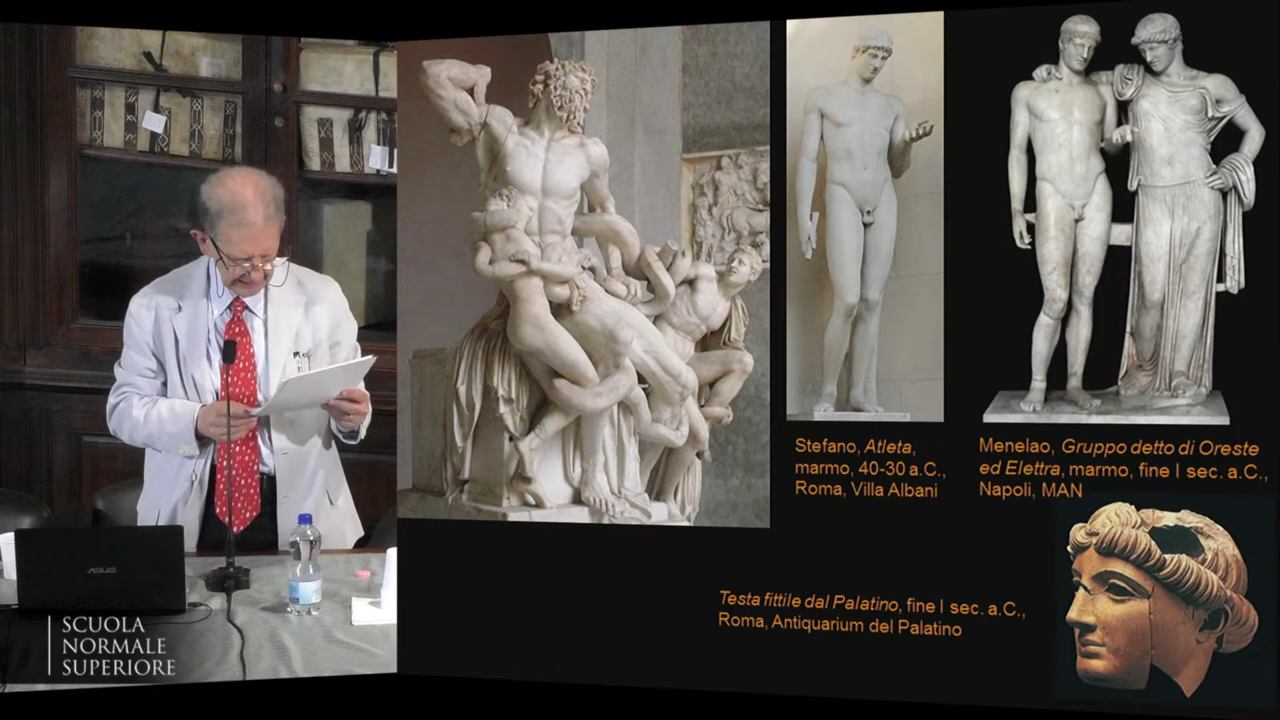 Stefano, Atleta,
marmo, 40-30 a.C.,
Roma, Villa Albani
Menelao, Gruppo detto di Oreste
ed Elettra, marmo, fine I sec. a.C.,
Napoli, MAN
Testa fittile dal Palatino, fine I sec. a.C.,
Roma, Antiquarium del Palatino
ASUS
SCUOLA
NORMALE
SUPERIORE